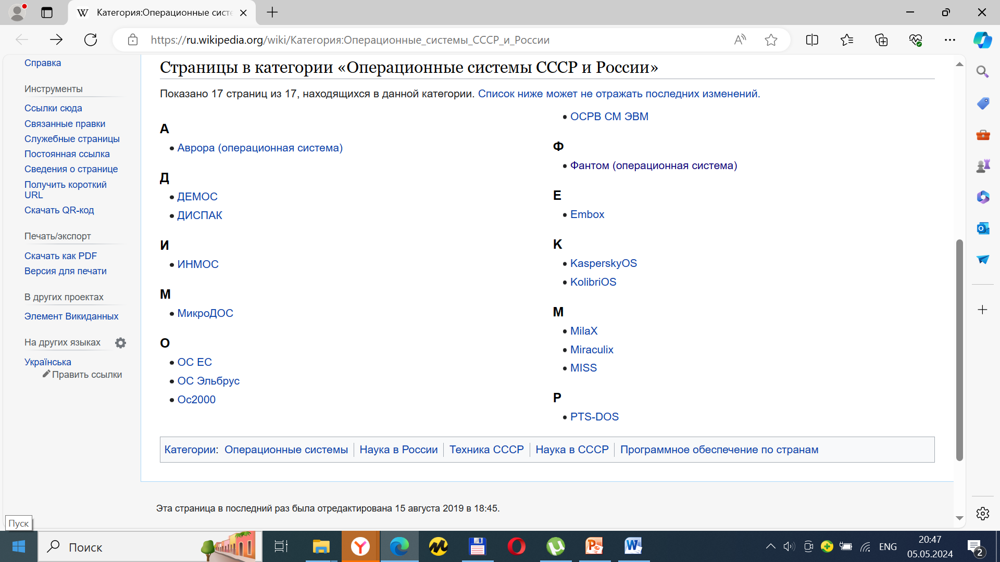 Категория:Операционные систе
https://ru.wikipedia.org/wiki/Категория:Операционные_системы_СССР_и_России
Справка
Инструменты
Ссылки сюда
Связанные правки
Служебные страницы
Постоянная ссылка
Сведения о странице
Получить короткий
URL
Скачать QR-код
Печать/экспорт
Скачать как PDF
Версия для печати
В других проектах
Элемент Викиданных
На других языках
Українська
Править ссылки
Страницы в категории «Операционные системы СССР и России»
Показано 17 страниц из 17, находящихся в данной категории. Список ниже может не отражать последних изменений.
А
Аврора (операционная система)
Д
ДЕМОС
ДИСПАК
И
ИНМОС
М
МикроДОС
О
ОС ЕС
ОС Эльбрус
Ос2000
ОСРВ СМ ЭВМ
Ф
Фантом (операционная система)
E
Embox
K
KasperskyOS
KolibriOS
M
MilaX
Miraculix
MISS
P
PTS-DOS
Категории: Операционные системы | Наука в России | Техника СССР | Наука в СССР | Программное обеспечение по странам
Эта страница в последний раз была отредактирована 15 августа 2019 в 18:45.
Пуск
Поиск
ENG
20:47
05.05.2024
2